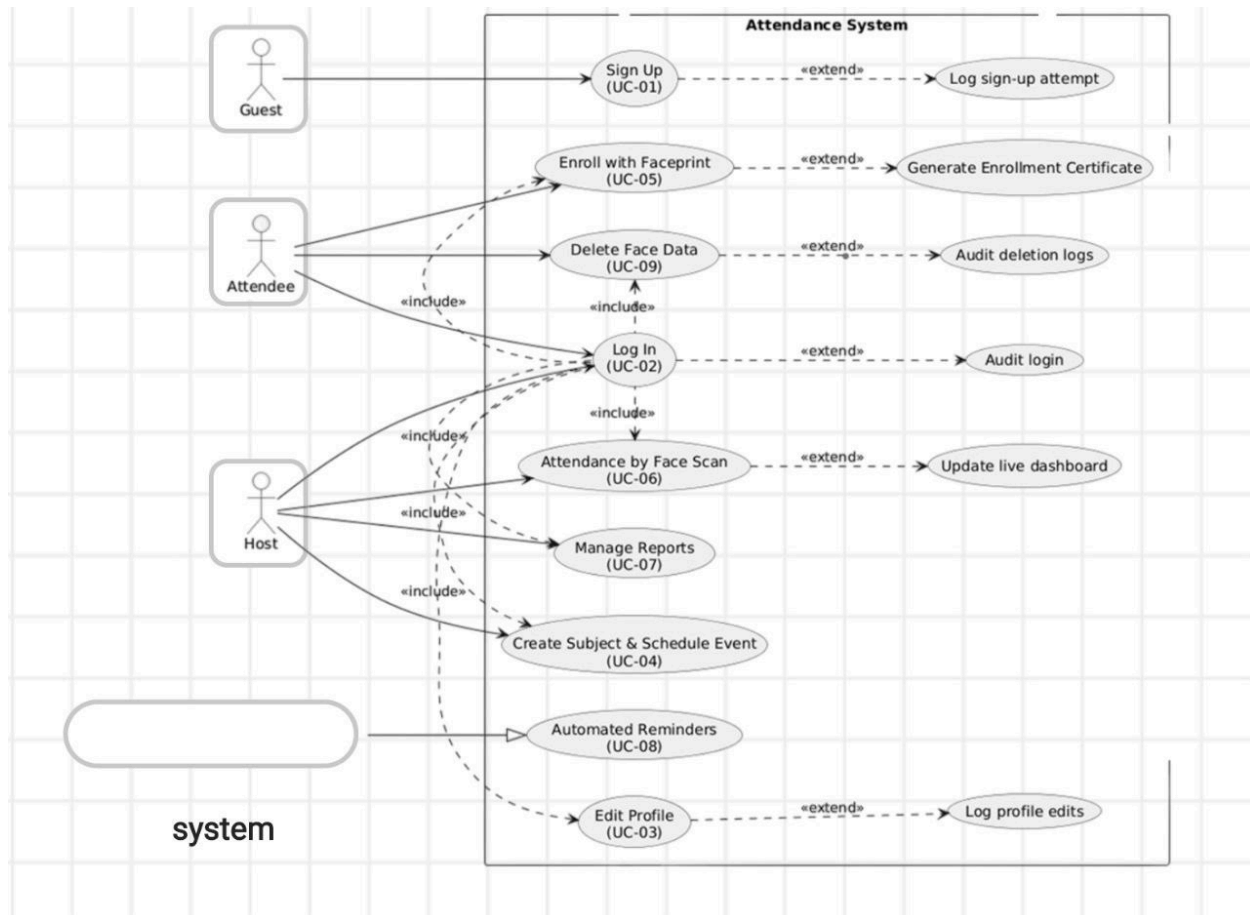 Attendance System
Guest
Sign Up
(UC-01)
«extend»
Log sign-up attempt
Enroll with Faceprint
(UC-05)
«extend»
Generate Enrollment Certificate
Attendee
Delete Face Data
(UC-09)
«extend»
Audit deletion logs
«include»
«include»
Log In
(UC-02)
«extend»
Audit login
«include»
«include»
Attendance by Face Scan
(UC-06)
«extend»
Update live dashboard
Host
«include»
Manage Reports
(UC-07)
«include»
Create Subject & Schedule Event
(UC-04)
Automated Reminders
(UC-08)
system
Edit Profile
(UC-03)
«extend»
Log profile edits